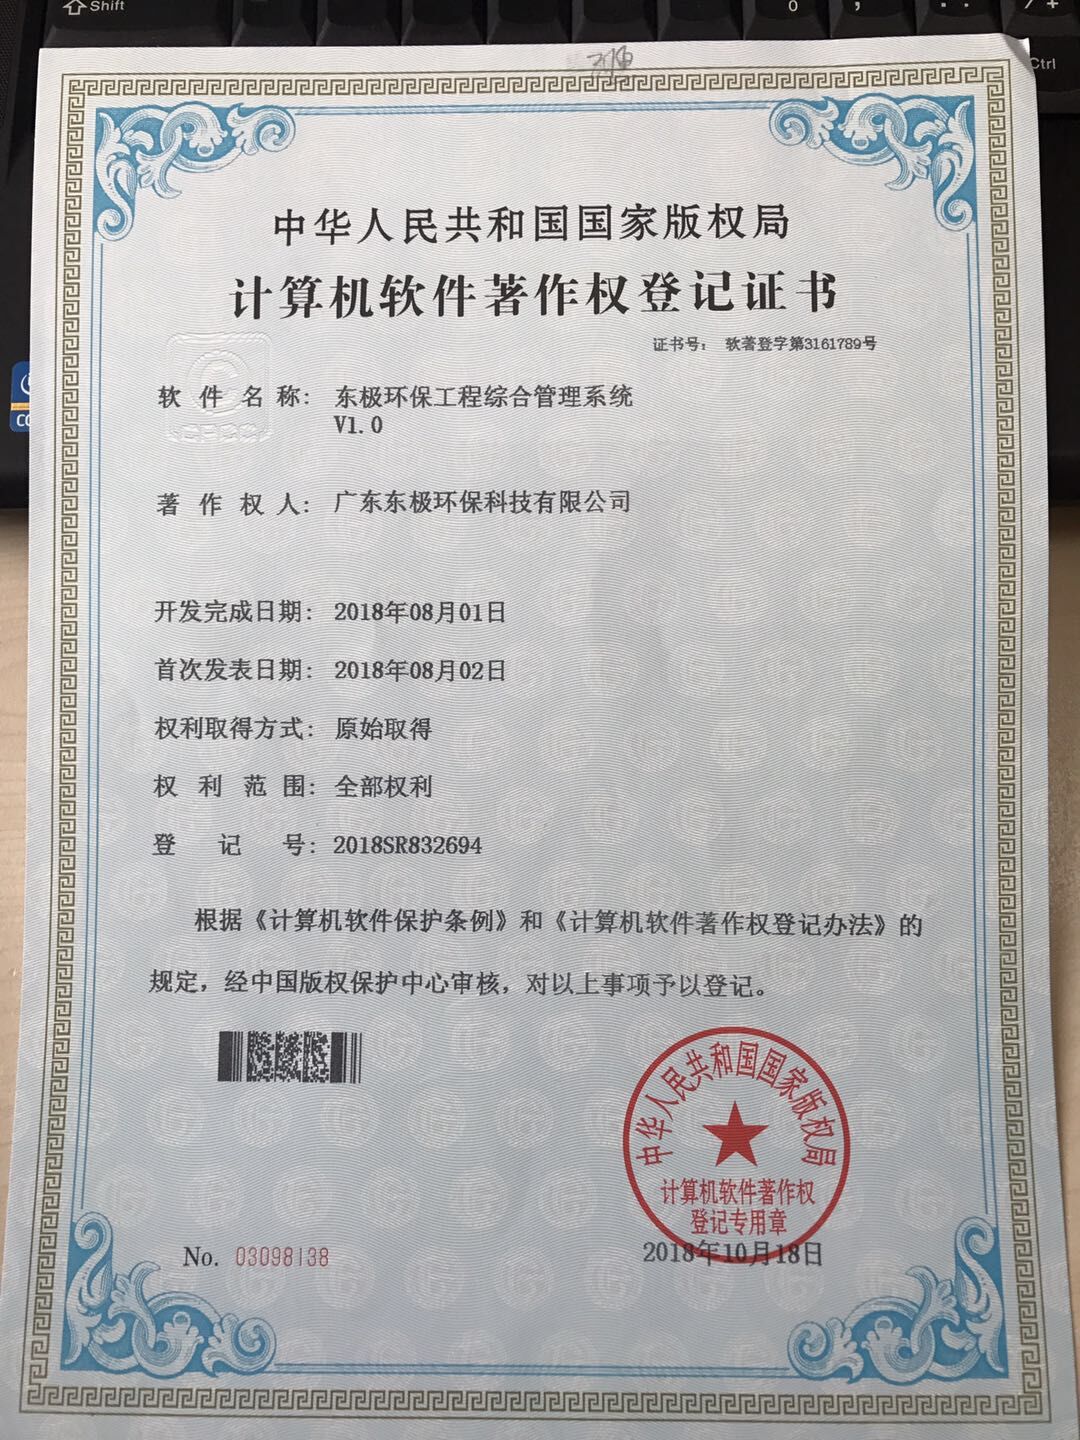 Shift
Ctrl
中华人民共和国国家版权局
计算机软件著作权登记证书
证书号： 软著登字第3161789号
软件名称： 东极环保工程综合管理系统
V1.0
著作权人： 广东东极环保科技有限公司
开发完成日期： 2018年08月01日
首次发表日期： 2018年08月02日
权利取得方式： 原始取得
权利范围： 全部权利
登记号： 2018SR832694
根据《计算机软件保护条例》和《计算机软件著作权登记办法》的
规定，经中国版权保护中心审核，对以上事项予以登记。
中华人民共和国国家版权局
计算机软件著作权
登记专用章
No. 03098138
2018年10月18日